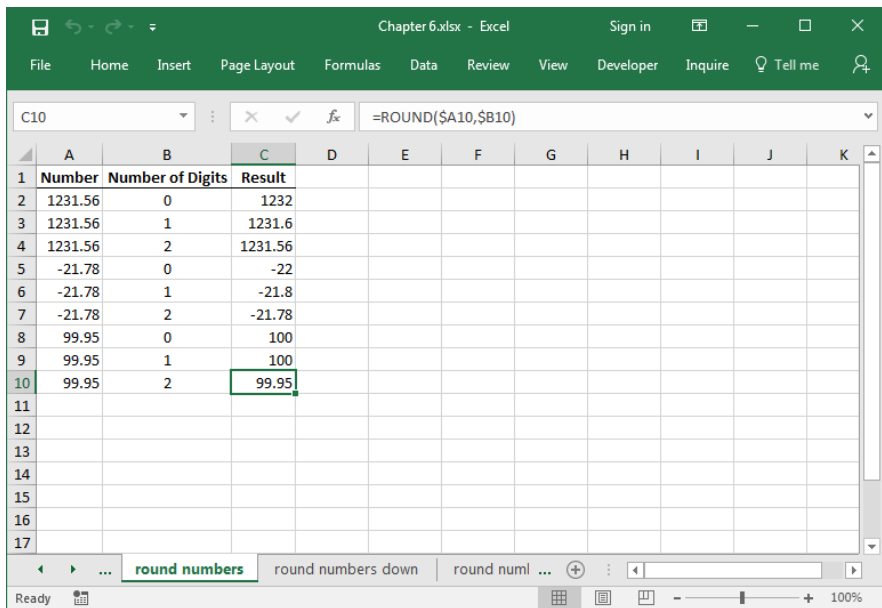 Chapter 6.xlsx - Excel Sign in
File Home Insert Page Layout Formulas Data Review View Developer Inquire Tell me
C10 fx =ROUND($A10,$B10)
A B C D E F G H I J K
1 Number Number of Digits Result
2 1231.56 0 1232
3 1231.56 1 1231.6
4 1231.56 2 1231.56
5 -21.78 0 -22
6 -21.78 1 -21.8
7 -21.78 2 -21.78
8 99.95 0 100
9 99.95 1 100
10 99.95 2 99.95
11
12
13
14
15
16
17
... round numbers round numbers down round numl ...
Ready 100%